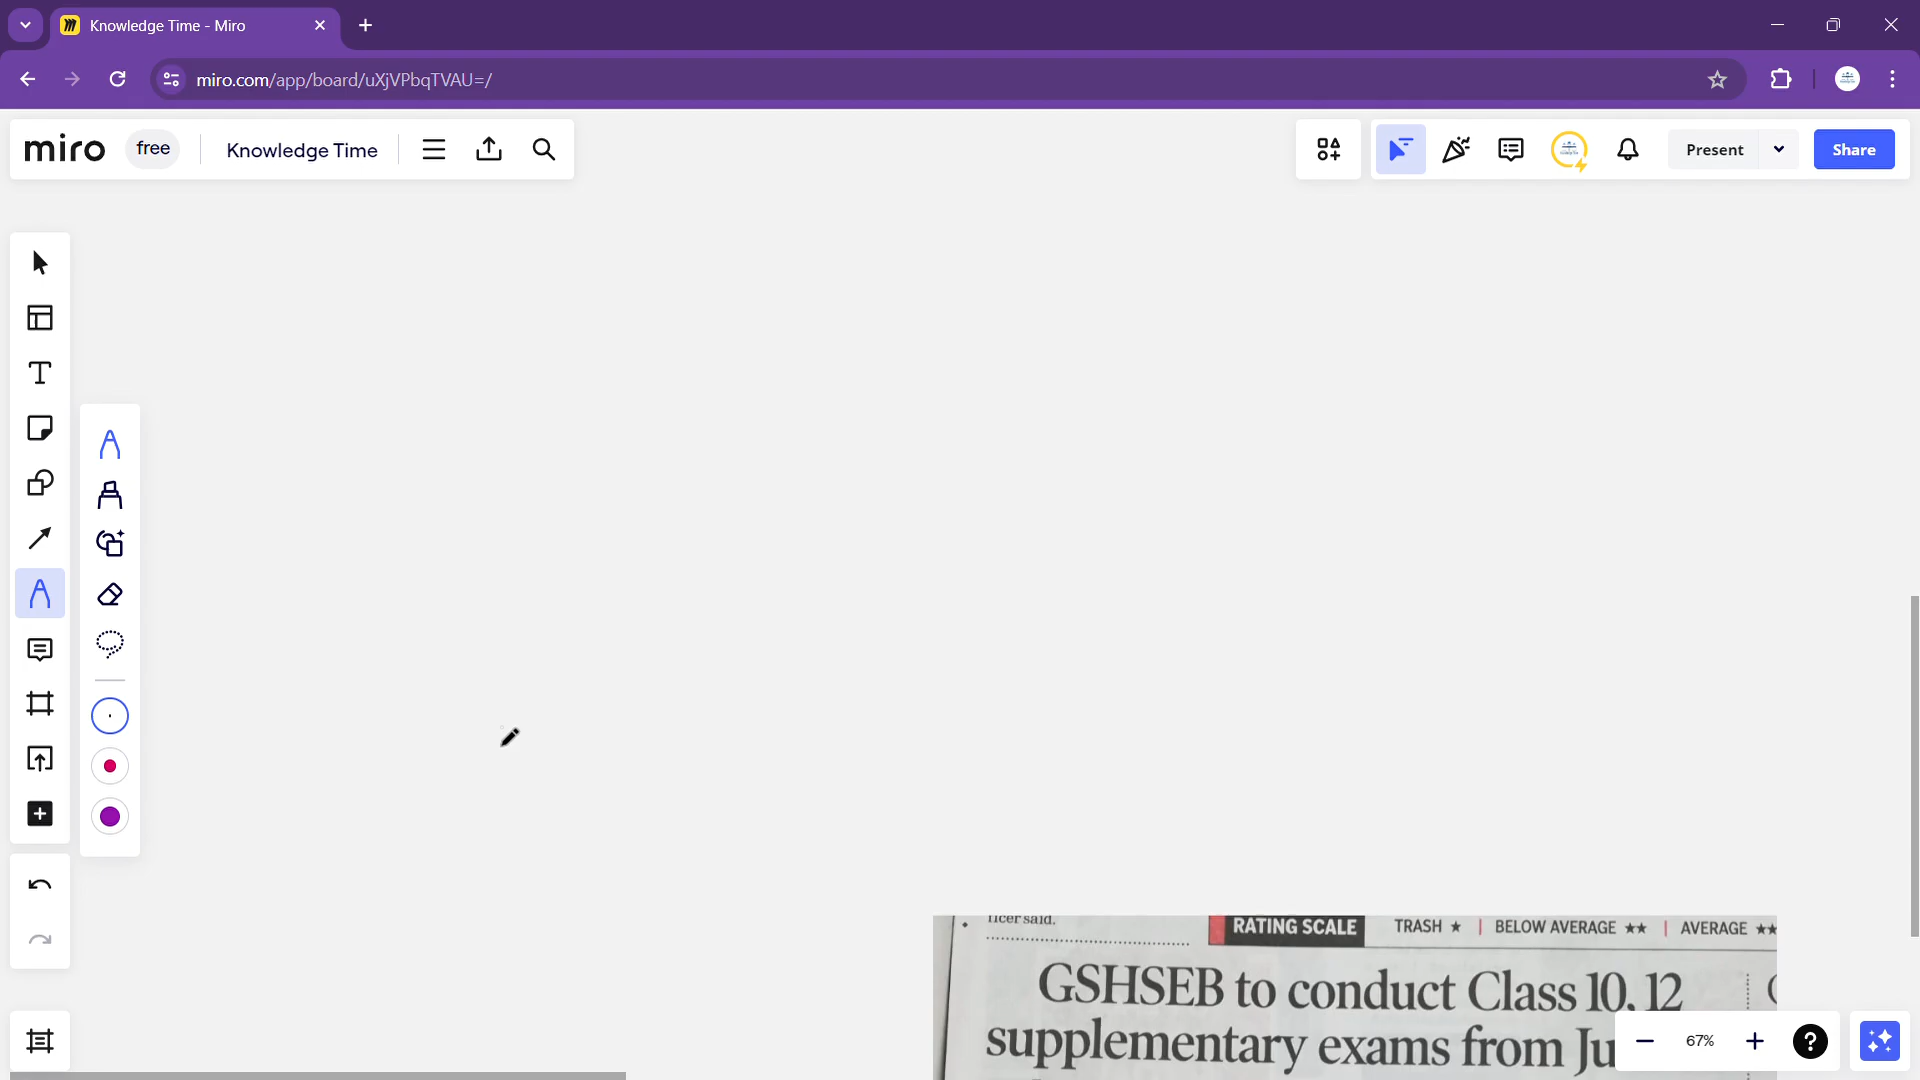 Knowledge Time - Miro
miro.com/app/board/uXjVPbqTVAU=/
miro free Knowledge Time
Present Share
said.
RATING SCALE TRASH ★ | BELOW AVERAGE ★★ | AVERAGE ★★
GSHSEB to conduct Class 10, 12
supplementary exams from
67%